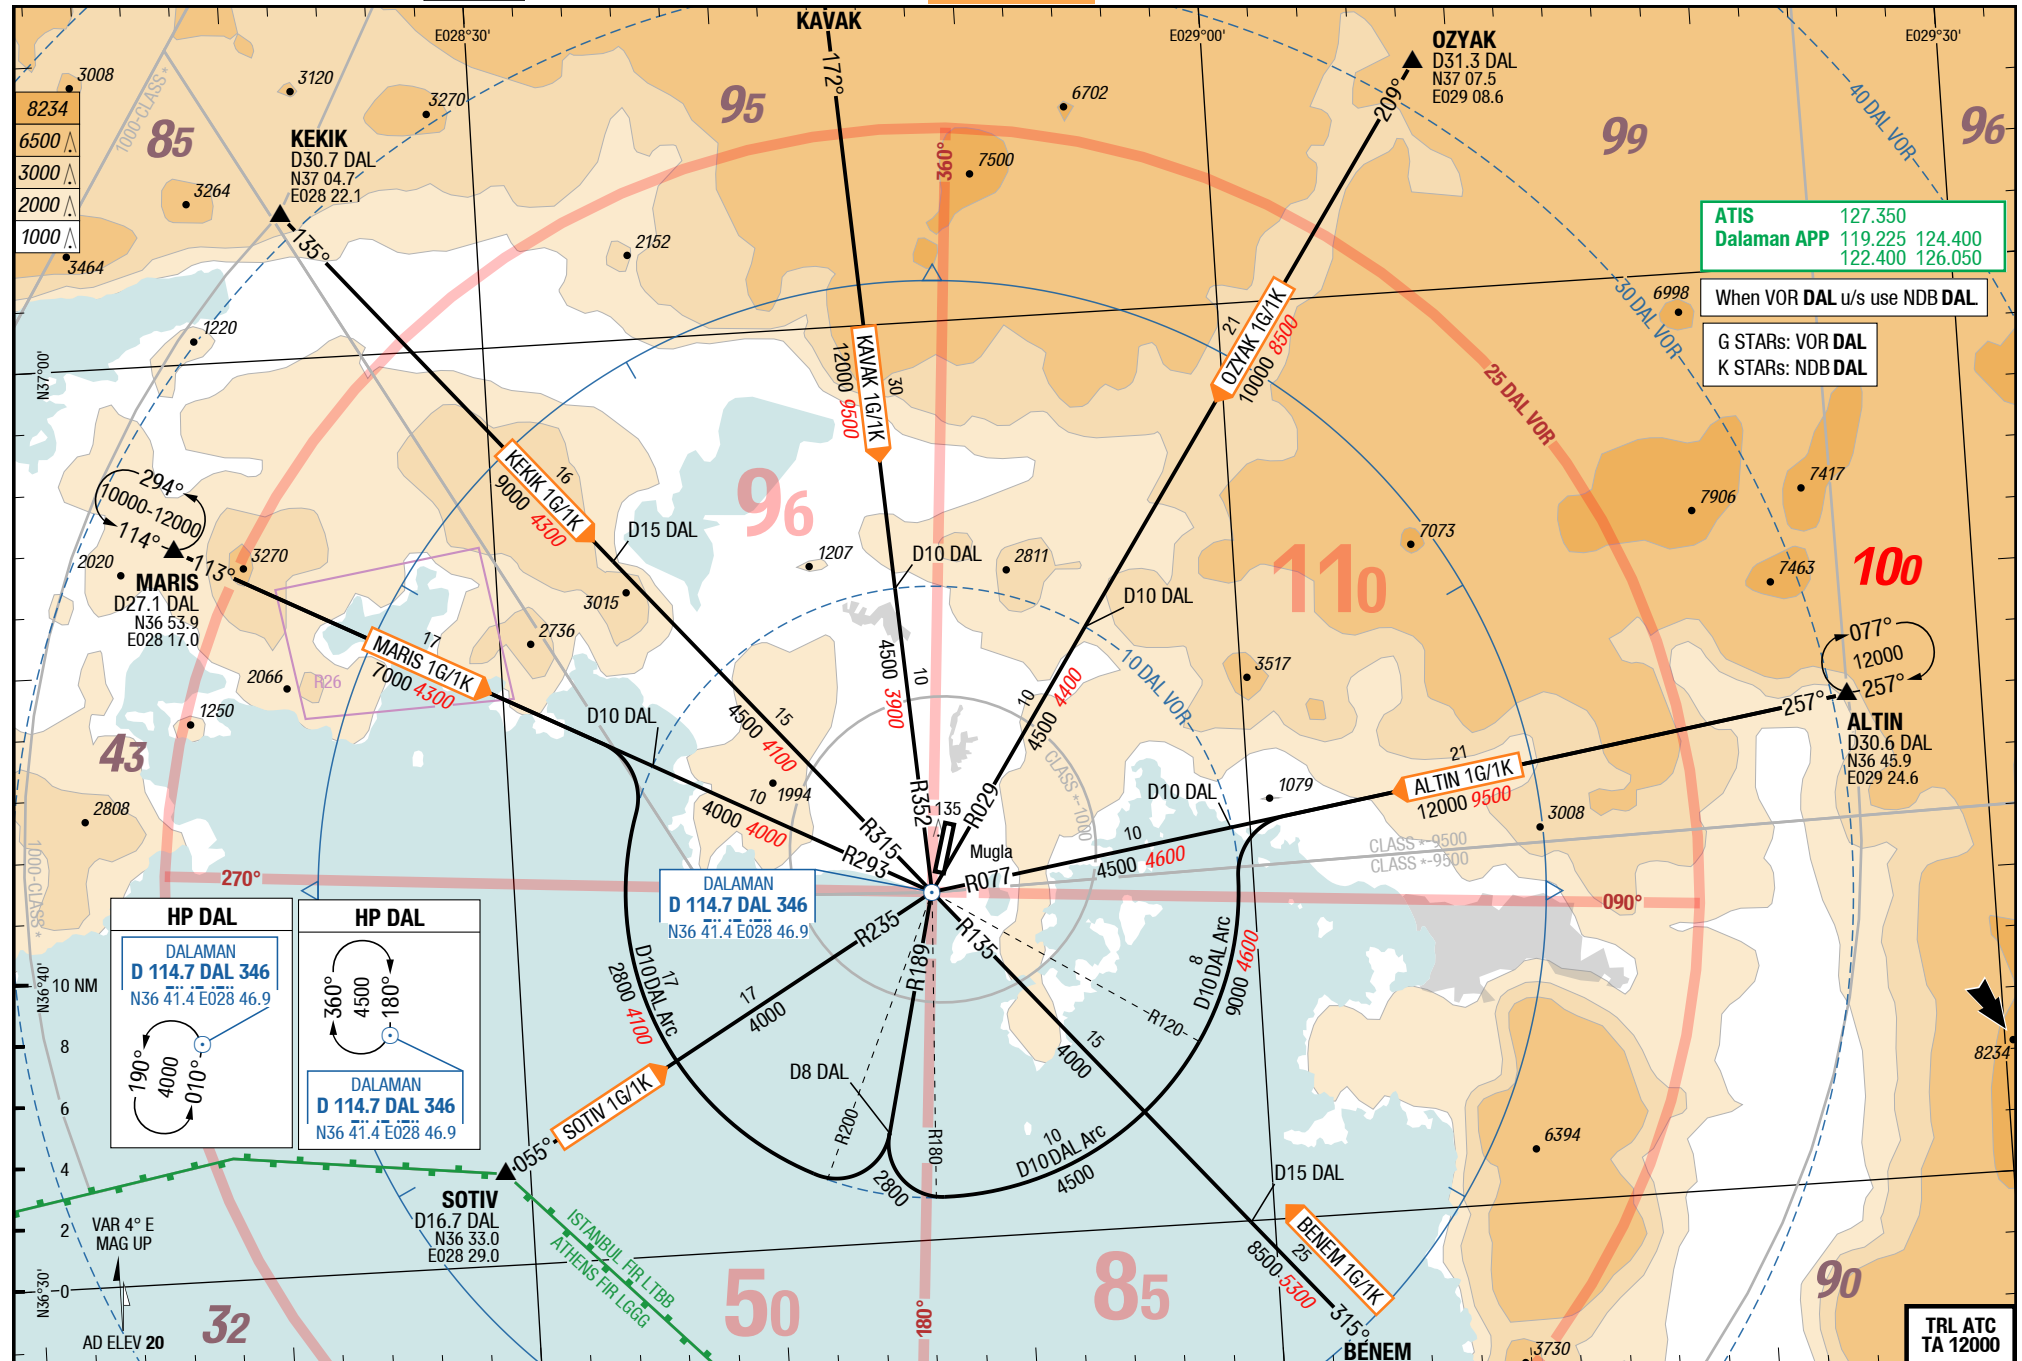 KAVAK
E028°30'
E029°00'
E029°30'
OZYAK
D31.3 DAL
N37 07.5
E029 08.6
172°
209°
40 DAL VOR
96
99
95
85
1000-CLASS *
3008
3120
3270
6702
7500
360°
8234
6500
3000
2000
1000
KEKIK
D30.7 DAL
N37 04.7
E028 22.1
3264
3464
135°
2152
ATIS 127.350
Dalaman APP 119.225 124.400
122.400 126.050
When VOR DAL u/s use NDB DAL.
G STARs: VOR DAL
K STARs: NDB DAL
6998
30 DAL VOR
25 DAL VOR
1220
N37°00'
KAVAK 1G/1K
30
12000 9500
OZYAK 1G/1K
21
10000 8500
KEKIK 1G/1K
16
9000 4300
D15 DAL
96
110
100
7417
7906
7073
7463
294°
10000-12000
114°
113°
2020
3270
MARIS
D27.1 DAL
N36 53.9
E028 17.0
MARIS 1G/1K
17
7000 4300
R26
2066
1250
43
2808
3015
2736
1207
D10 DAL
2811
D10 DAL
3517
10 DAL VOR
077°
12000
257°
257°
ALTIN
D30.6 DAL
N36 45.9
E029 24.6
D10 DAL
15
4500 4100
10
4500 3900
10
4500 4400
10
4000 4000
1994
R352
135
R029
R315
R293
Mugla
R077
CLASS *-1000
D10 DAL
1079
10
4500 4600
ALTIN 1G/1K
21
12000 9500
3008
CLASS *-9500
CLASS *-9500
1000-CLASS *
270°
090°
DALAMAN
D 114.7 DAL 346
N36 41.4 E028 46.9
R235
R189
R135
HP DAL
DALAMAN
D 114.7 DAL 346
N36 41.4 E028 46.9
190°
4000
010°
HP DAL
360°
4500
180°
DALAMAN
D 114.7 DAL 346
N36 41.4 E028 46.9
N36°40'
10 NM
8
6
4
2
0
N36°30'
D10 DAL Arc
17
2800 4100
17
4000
SOTIV 1G/1K
055°
SOTIV
D16.7 DAL
N36 33.0
E028 29.0
D8 DAL
R200
R180
2800
10
D10 DAL Arc
4500
15
4000
R120
8
D10 DAL Arc
9000 4600
D15 DAL
BENEM 1G/1K
25
8500 5300
315°
BENEM
6394
3730
8234
90
85
50
32
180°
VAR 4° E
MAG UP
AD ELEV 20
ISTANBUL FIR LTBB
ATHENS FIR LGGG
TRL ATC
TA 12000